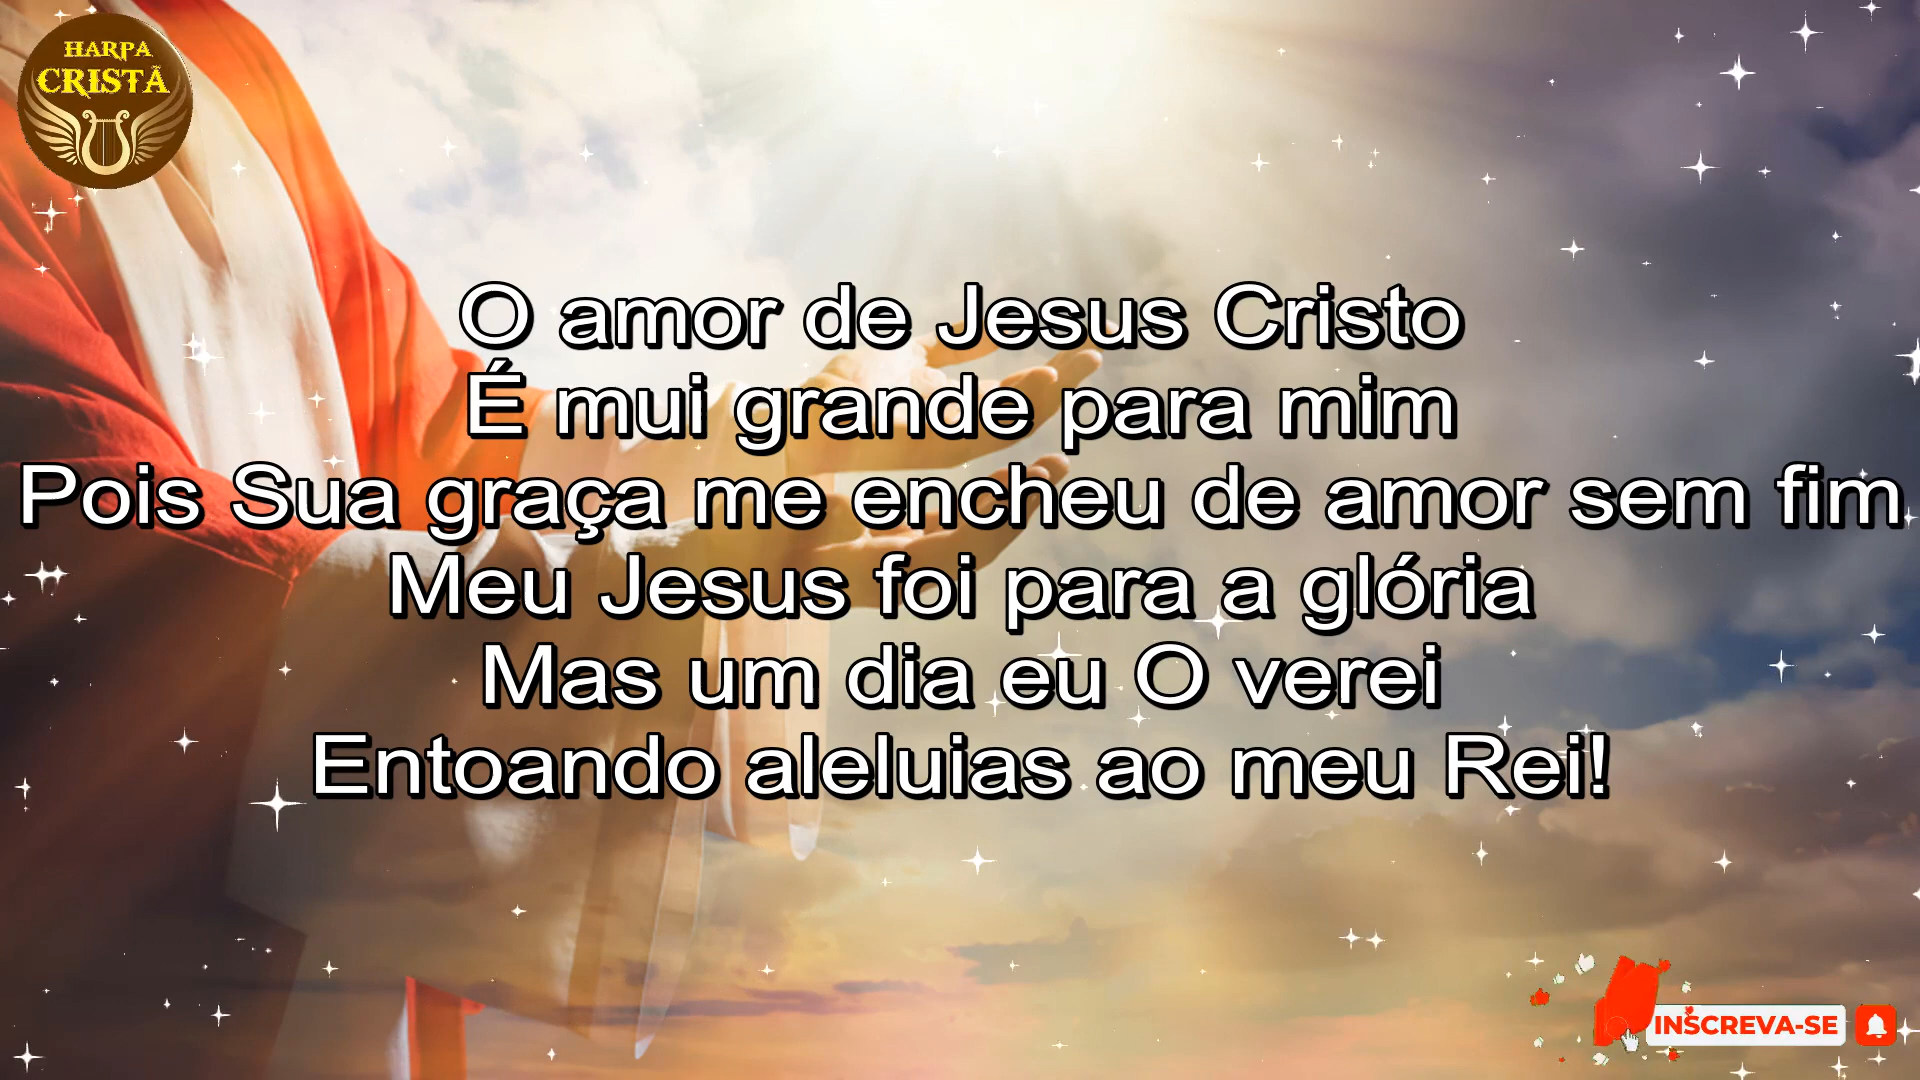 HARPA
CRISTÃ
O amor de Jesus Cristo
É mui grande para mim
Pois Sua graça me encheu de amor sem fim
Meu Jesus foi para a glória
Mas um dia eu O verei
Entoando aleluias ao meu Rei!
INSCREVA-SE